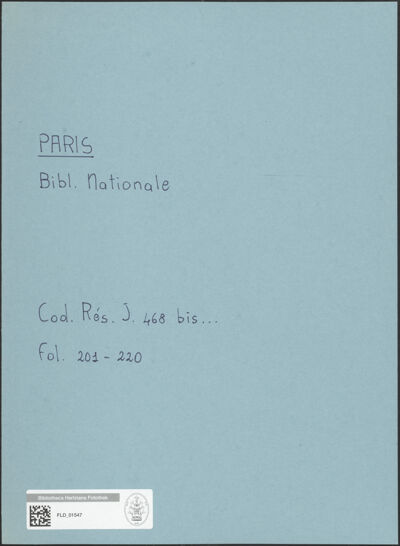 PARIS
Bibl. Nationale
Cod. Rés. J. 468 bis...
Fol. 201 - 220
Bibliotheca Hertziana Fotothek
FLD_01547